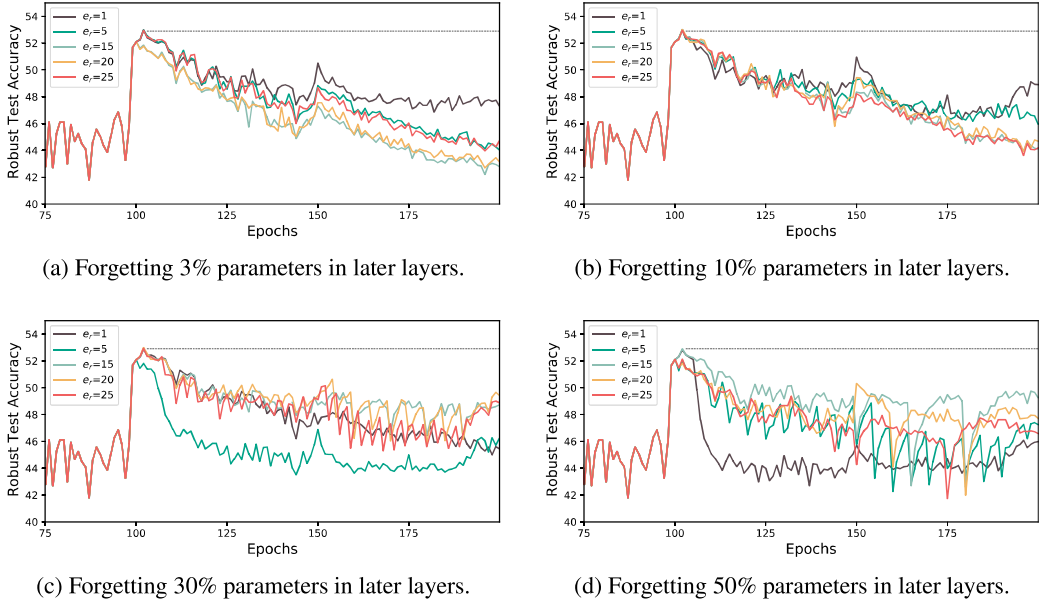 54
52
50
48
46
44
42
40
Robust Test Accuracy
e_r=1
e_r=5
e_r=15
e_r=20
e_r=25
75 100 125 150 175
Epochs
(a) Forgetting 3% parameters in later layers.
54
52
50
48
46
44
42
40
Robust Test Accuracy
e_r=1
e_r=5
e_r=15
e_r=20
e_r=25
75 100 125 150 175
Epochs
(b) Forgetting 10% parameters in later layers.
54
52
50
48
46
44
42
40
Robust Test Accuracy
e_r=1
e_r=5
e_r=15
e_r=20
e_r=25
75 100 125 150 175
Epochs
(c) Forgetting 30% parameters in later layers.
54
52
50
48
46
44
42
40
Robust Test Accuracy
e_r=1
e_r=5
e_r=15
e_r=20
e_r=25
75 100 125 150 175
Epochs
(d) Forgetting 50% parameters in later layers.